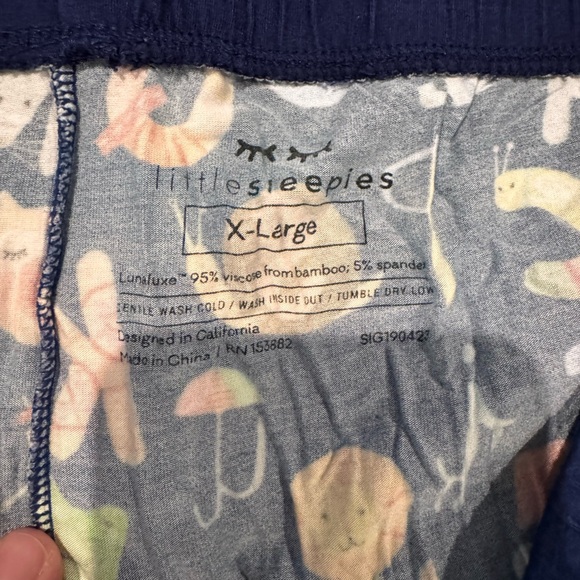 littlesleepies
X-Large
Lunaluxe™ 95% viscose from bamboo; 5% spandex
GENTLE WASH COLD / WASH INSIDE OUT / TUMBLE DRY LOW
Designed in California
Made in China / RN 153882 SIG190423